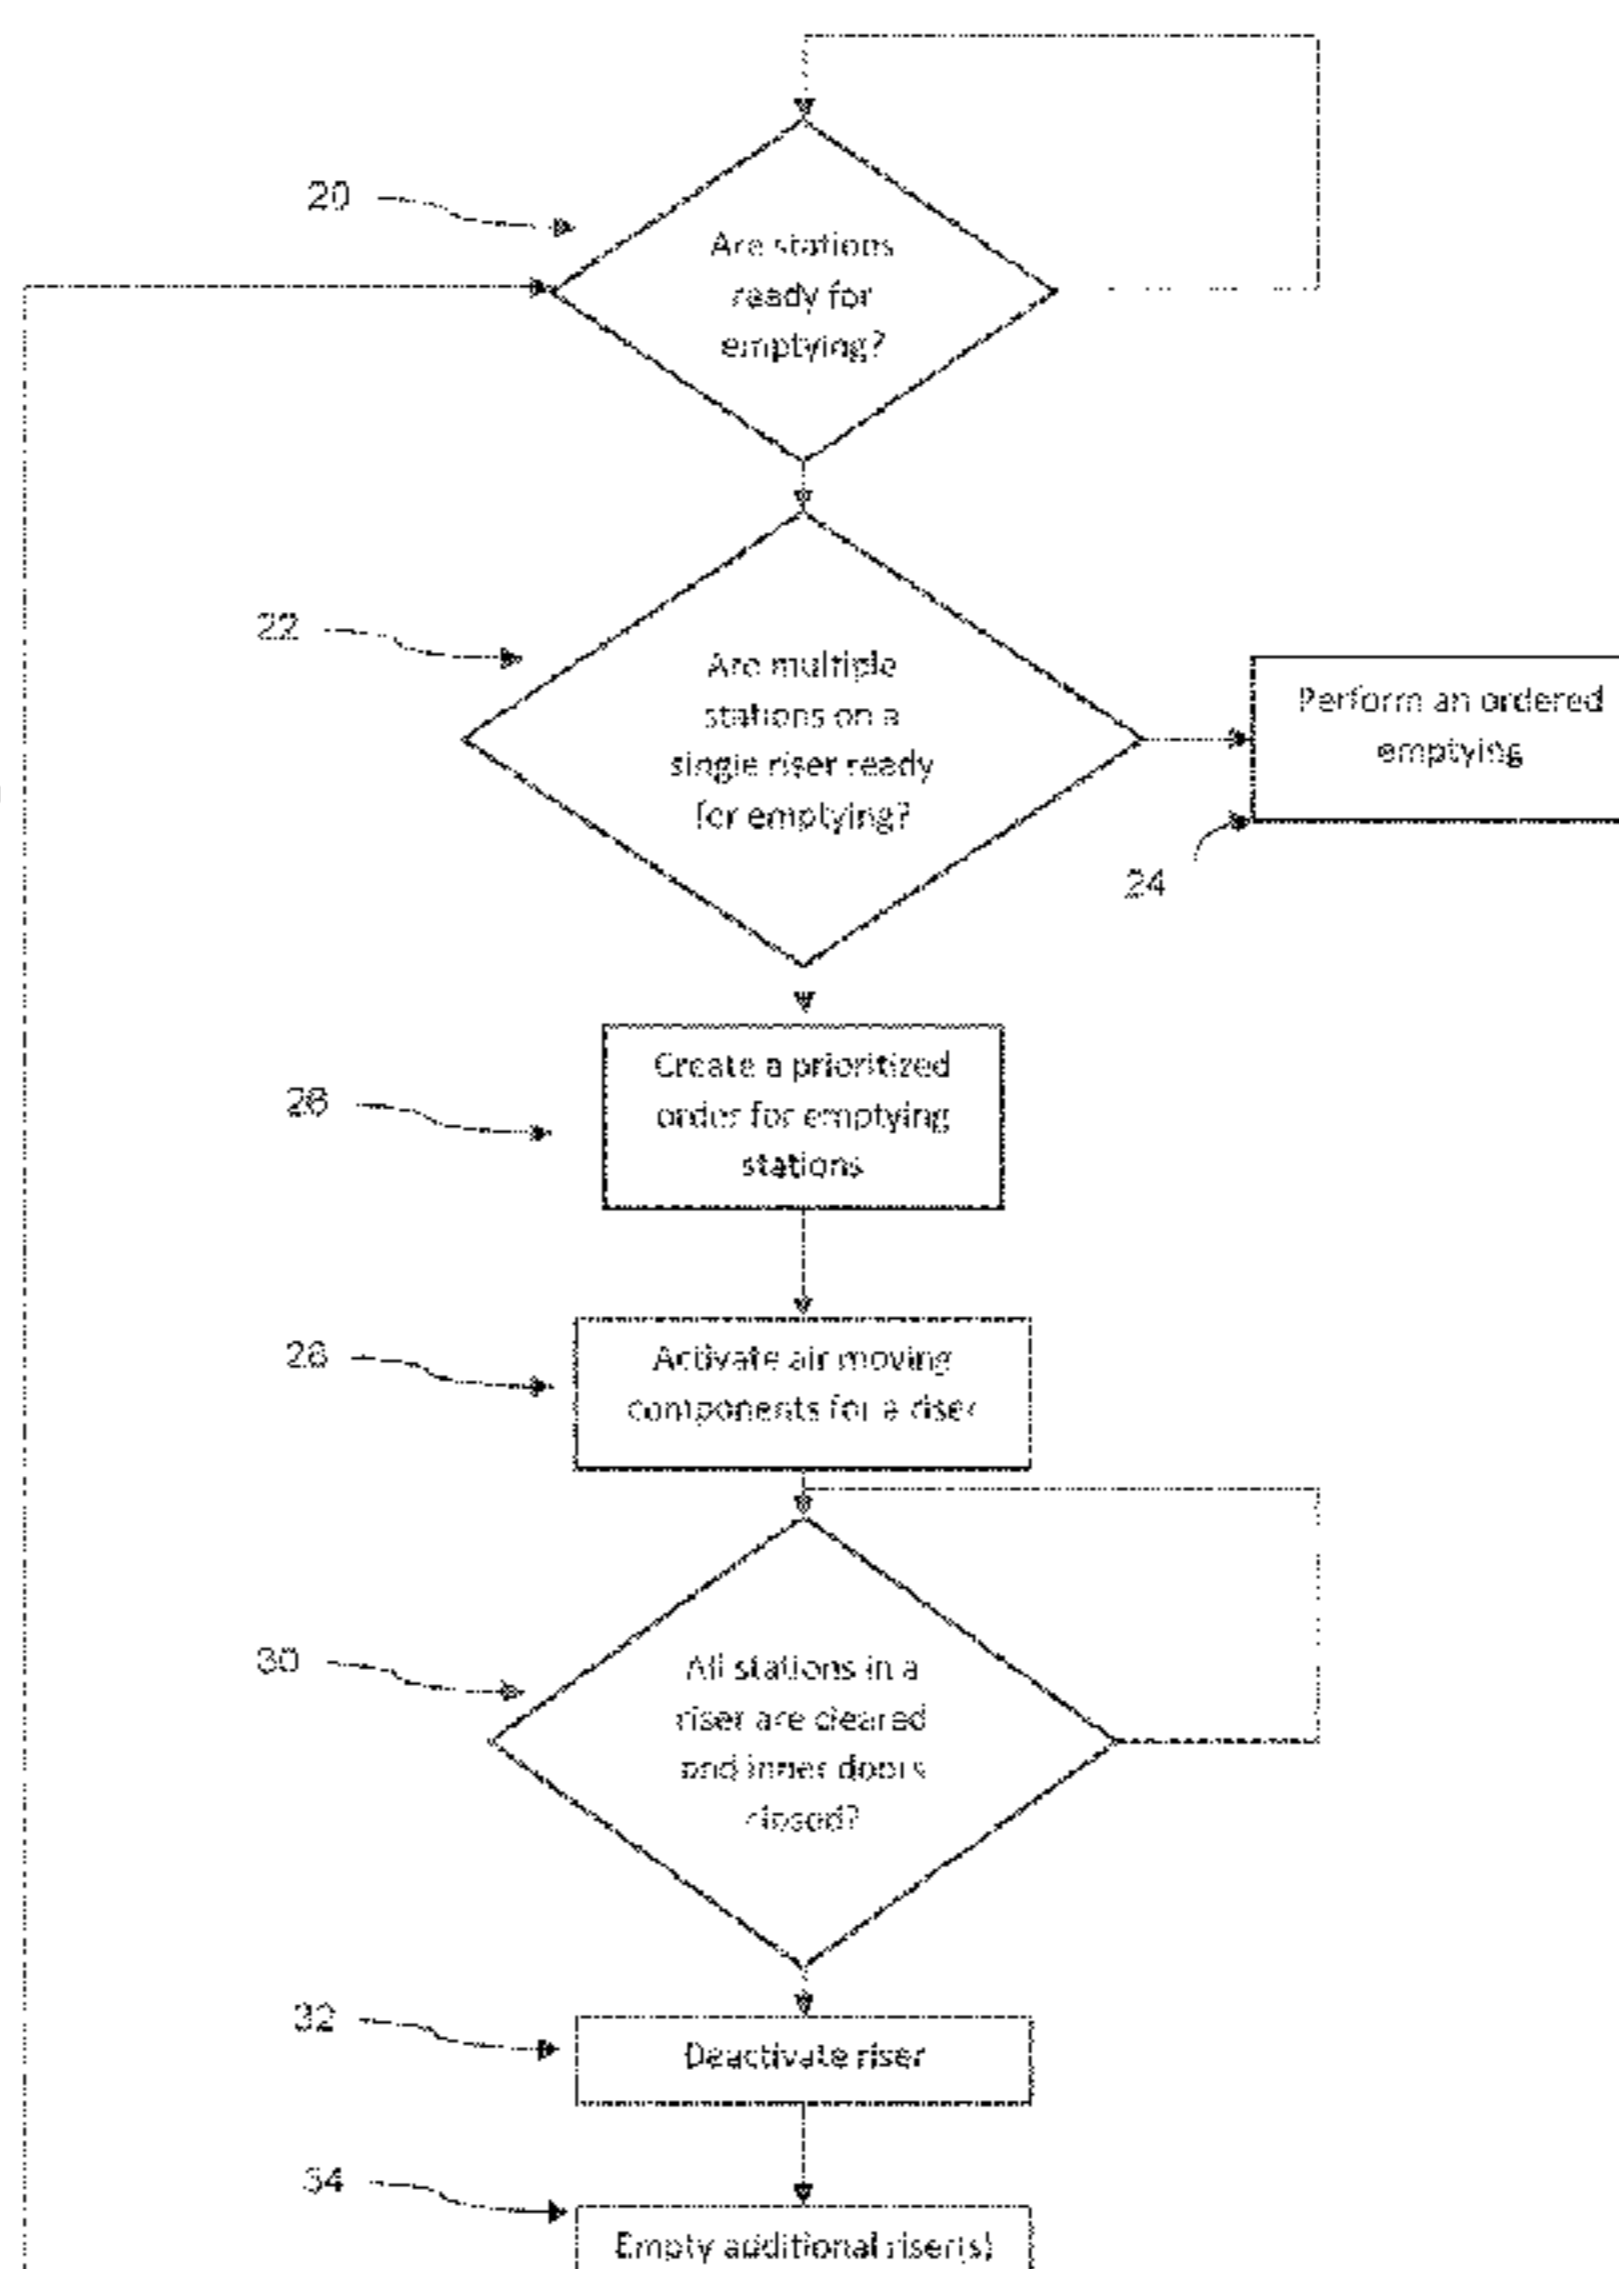 20
Are stations
ready for
emptying?
22
Are multiple
stations on a
single riser ready
for emptying?
Perform an ordered
emptying
24
26
Create a prioritized
order for emptying
stations
28
Activate air moving
components for a riser
30
All stations in a
riser are cleared
and inner doors
closed?
32
Deactivate riser
34
Empty additional riser(s)